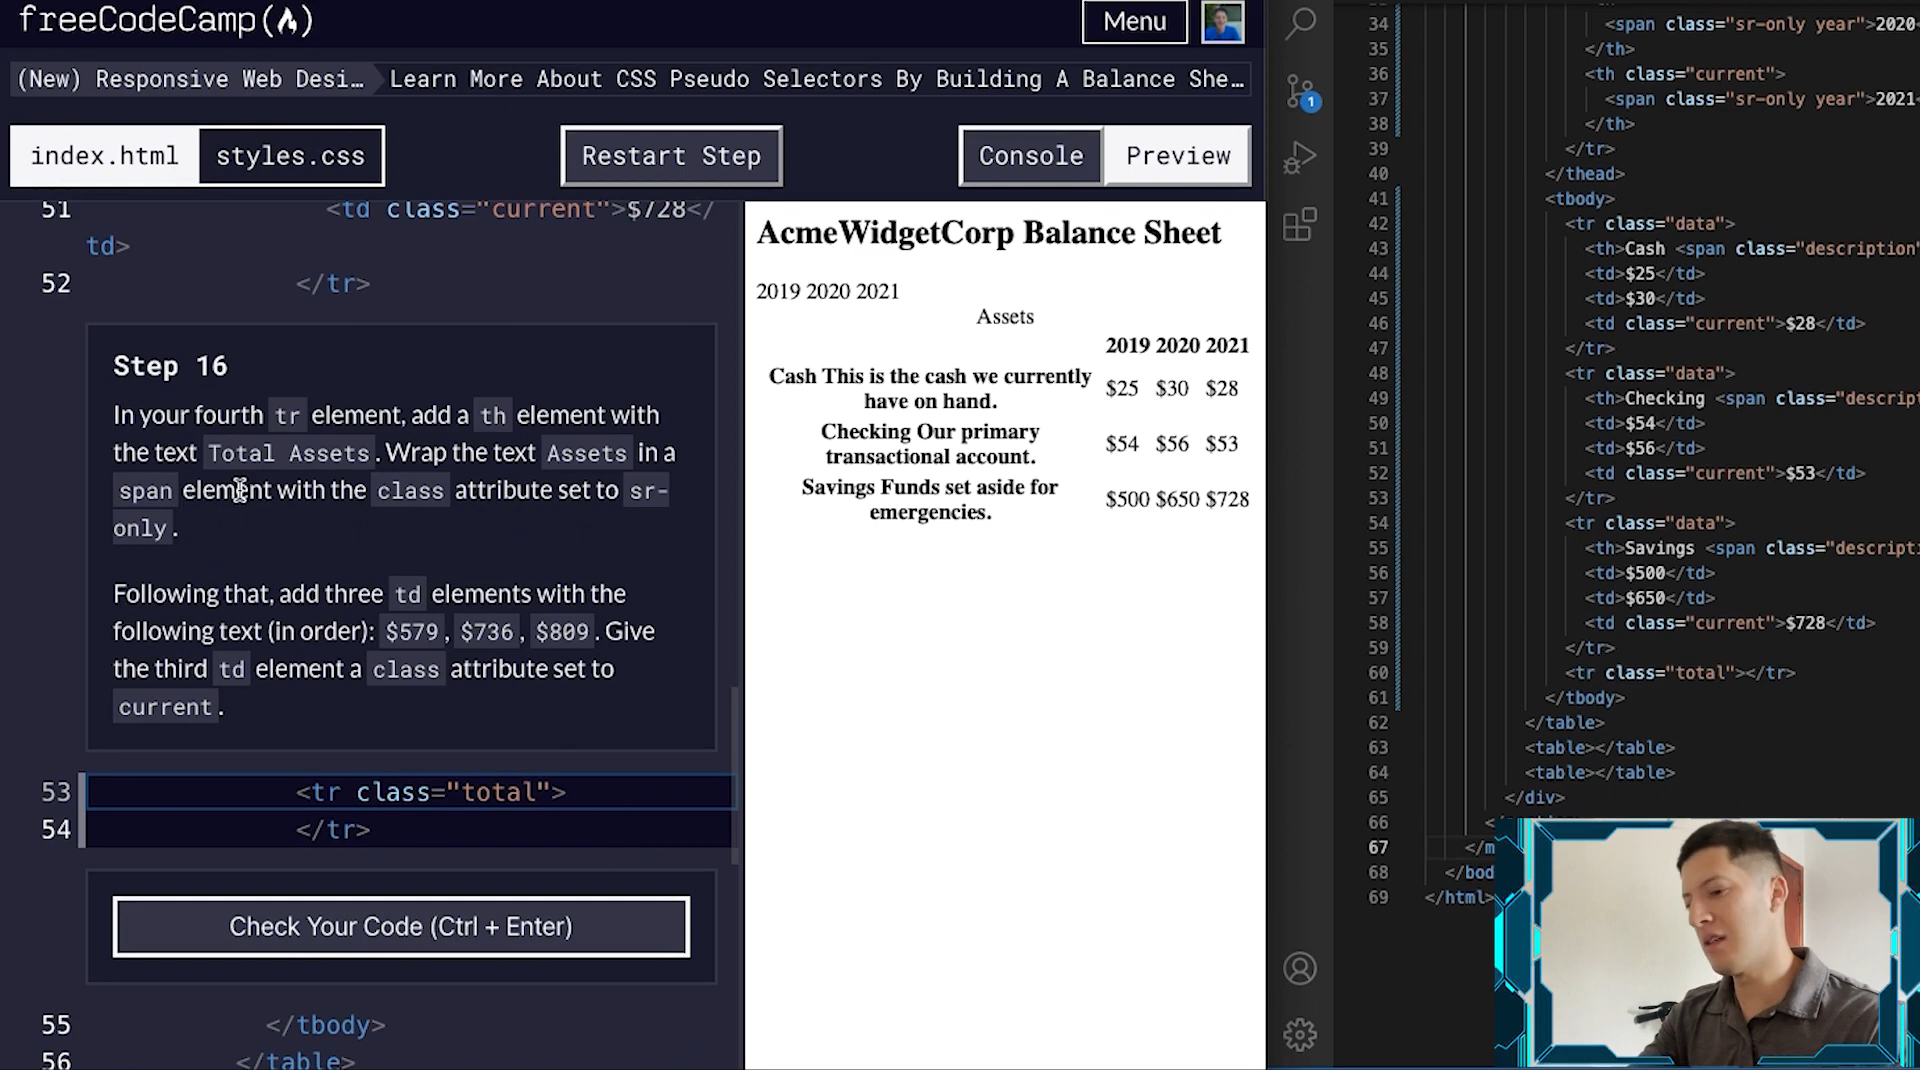 freeCodeCamp(🔥)
Menu
(New) Responsive Web Desi…
Learn More About CSS Pseudo Selectors By Building A Balance She…
index.html
styles.css
Restart Step
Console
Preview
51 <td class="current">$728</
td>
52 </tr>
Step 16
In your fourth tr element, add a th element with
the text Total Assets. Wrap the text Assets in a
span element with the class attribute set to sr-
only.
Following that, add three td elements with the
following text (in order): $579, $736, $809. Give
the third td element a class attribute set to
current.
53 <tr class="total">
54 </tr>
Check Your Code (Ctrl + Enter)
55 </tbody>
56 </table>
AcmeWidgetCorp Balance Sheet
2019 2020 2021
Assets
2019 2020 2021
Cash This is the cash we currently
have on hand.
$25 $30 $28
Checking Our primary
transactional account.
$54 $56 $53
Savings Funds set aside for
emergencies.
$500 $650 $728
1
34 <span class="sr-only year">2020
35 </th>
36 <th class="current">
37 <span class="sr-only year">2021
38 </th>
39 </tr>
40 </thead>
41 <tbody>
42 <tr class="data">
43 <th>Cash <span class="description"
44 <td>$25</td>
45 <td>$30</td>
46 <td class="current">$28</td>
47 </tr>
48 <tr class="data">
49 <th>Checking <span class="descrip
50 <td>$54</td>
51 <td>$56</td>
52 <td class="current">$53</td>
53 </tr>
54 <tr class="data">
55 <th>Savings <span class="descripti
56 <td>$500</td>
57 <td>$650</td>
58 <td class="current">$728</td>
59 </tr>
60 <tr class="total"></tr>
61 </tbody>
62 </table>
63 <table></table>
64 <table></table>
65 </div>
66 </
67 </m
68 </bod
69 </html>